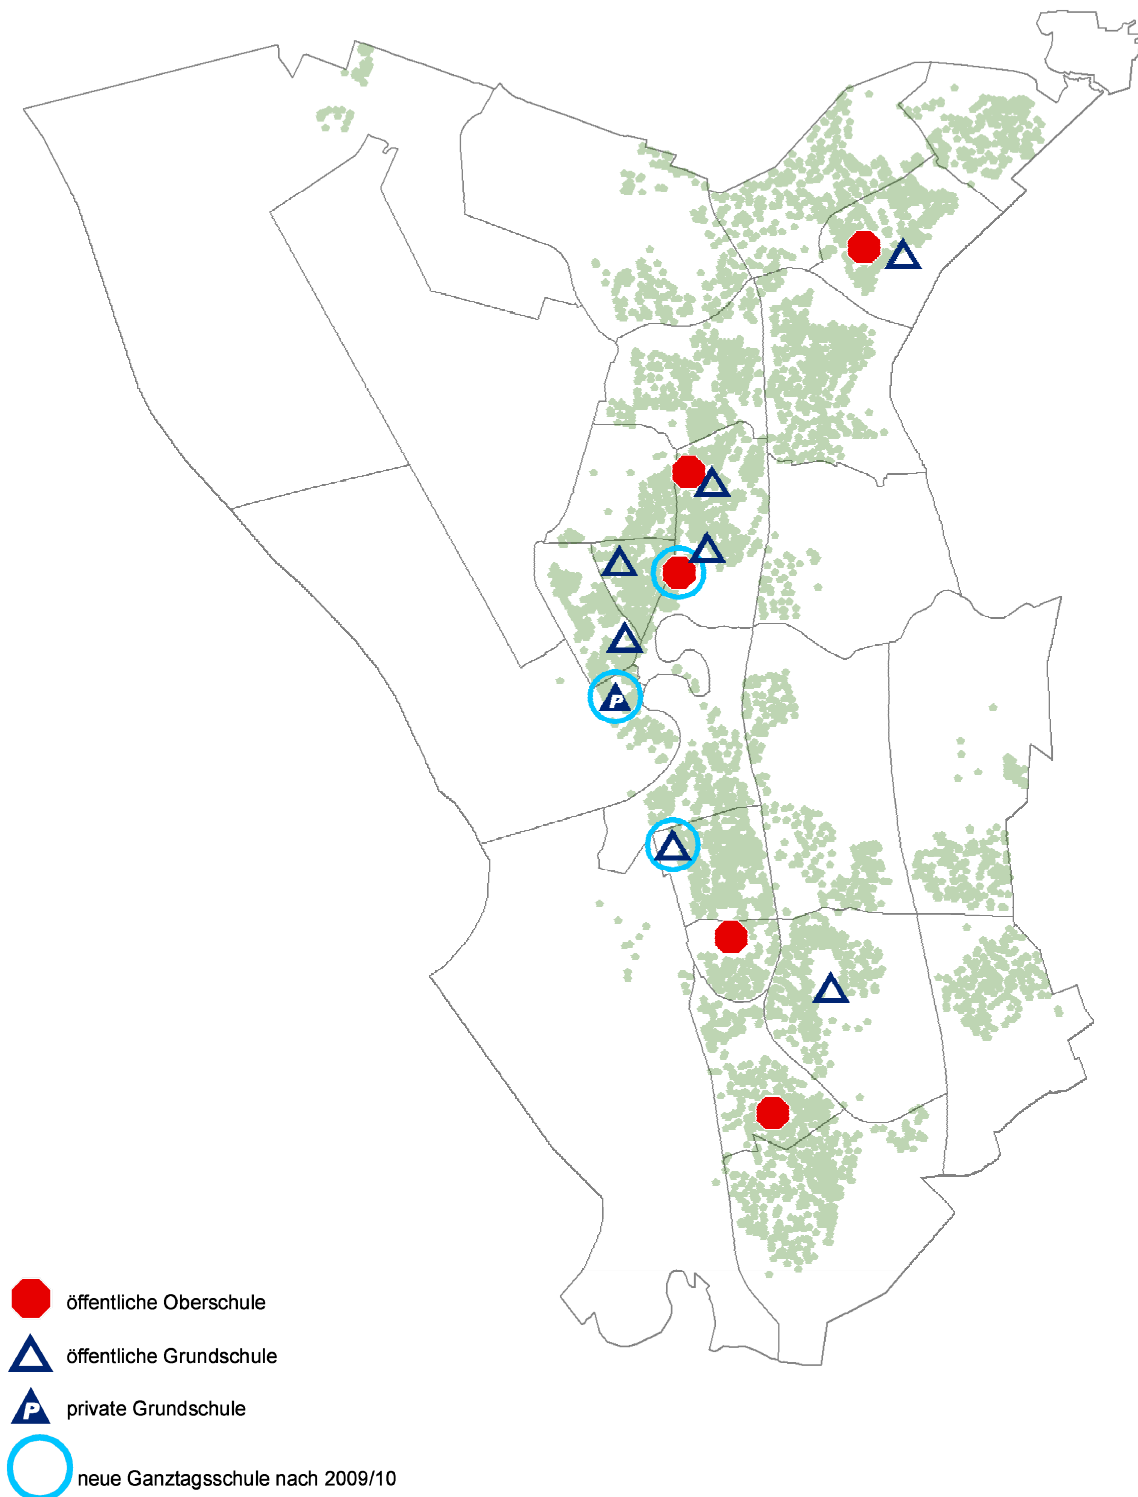 P
öffentliche Oberschule
öffentliche Grundschule
P private Grundschule
neue Ganztagsschule nach 2009/10